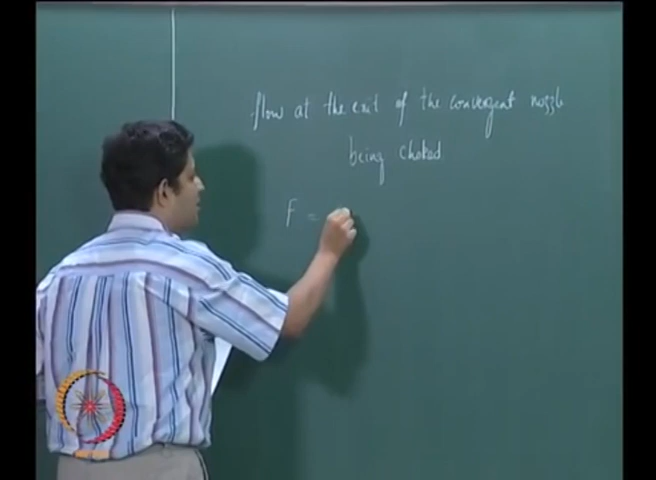 flow at the exit of the convergent nozzle
being choked
F =